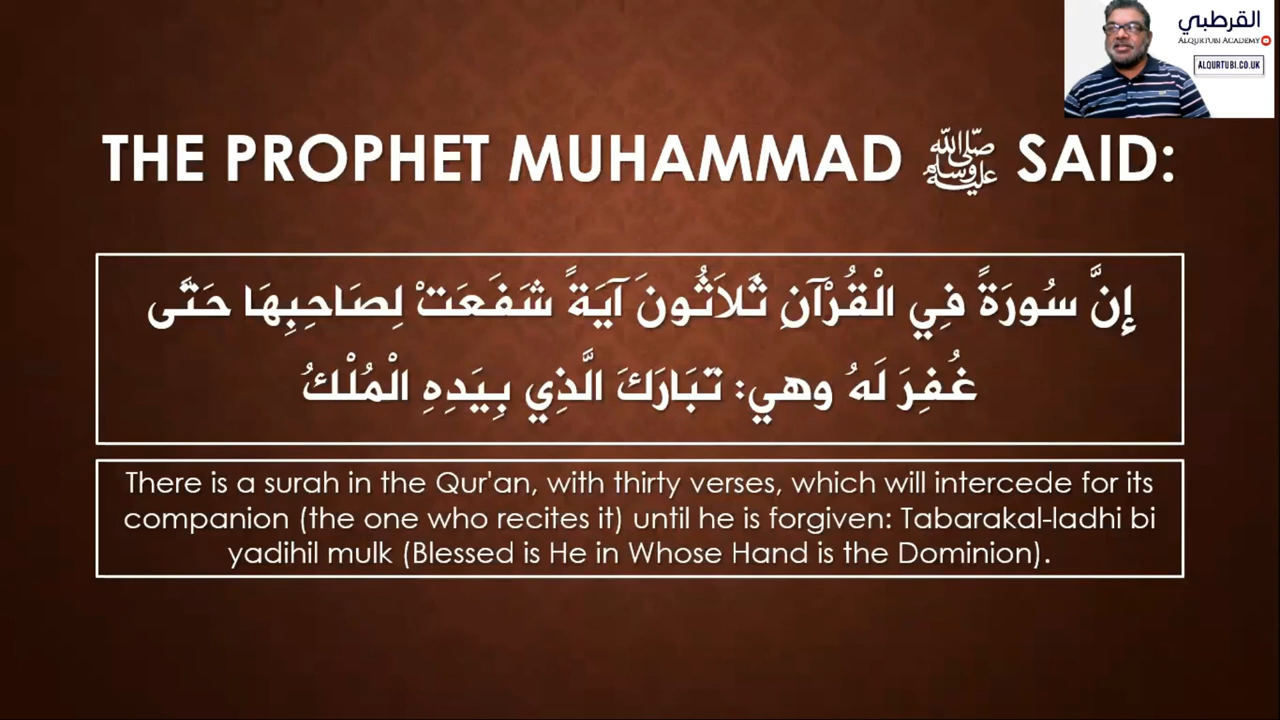 القرطبي
ALQURTUBI ACADEMY
ALQURTUBI.CO.UK
THE PROPHET MUHAMMAD ﷺ SAID:
إِنَّ سُورَةً فِي الْقُرْآنِ ثَلَاثُونَ آيَةً شَفَعَتْ لِصَاحِبِهَا حَتَّى
غُفِرَ لَهُ وهي: تَبَارَكَ الَّذِي بِيَدِهِ الْمُلْكُ
There is a surah in the Qur'an, with thirty verses, which will intercede for its
companion (the one who recites it) until he is forgiven: Tabarakal-ladhi bi
yadihil mulk (Blessed is He in Whose Hand is the Dominion).